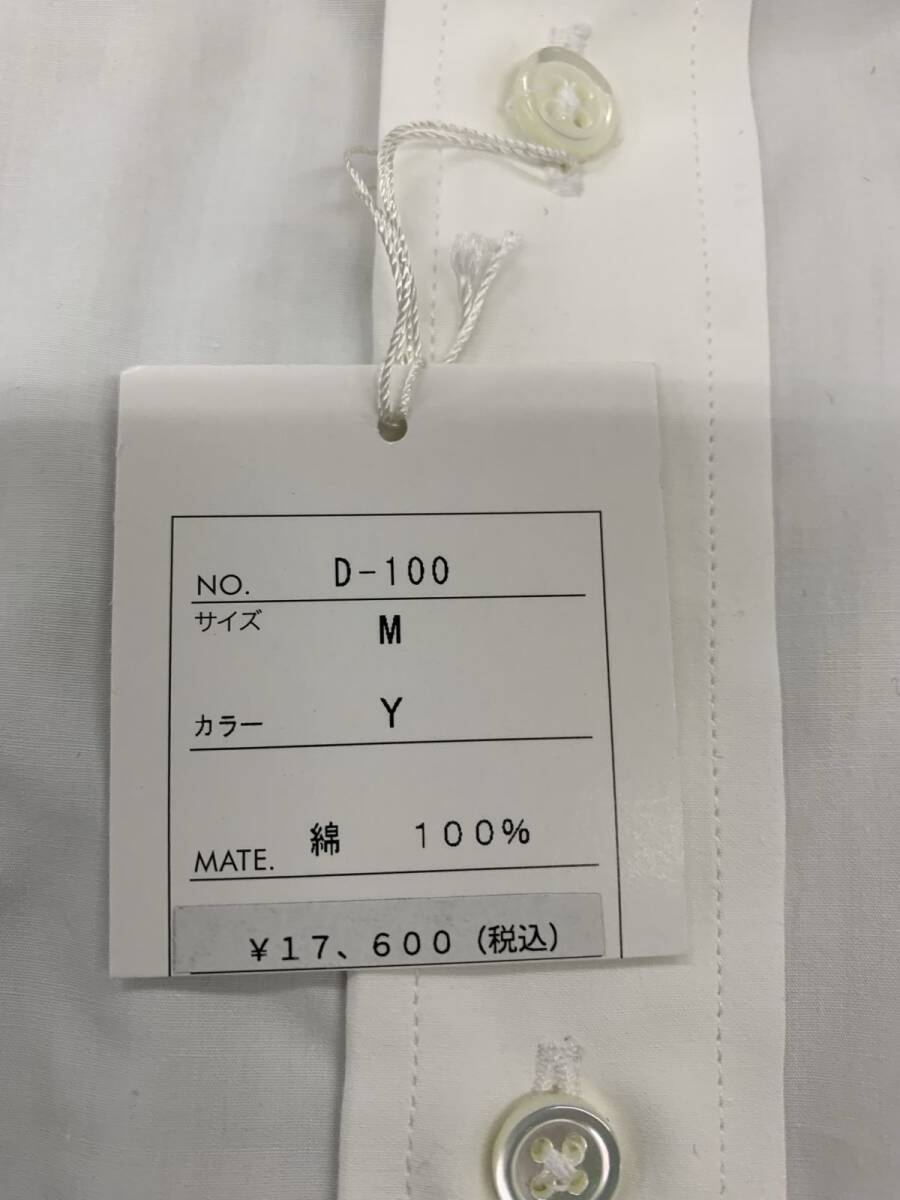 NO. D-100
サイズ M
カラー Y
MATE. 綿 100%
¥17、600(税込)